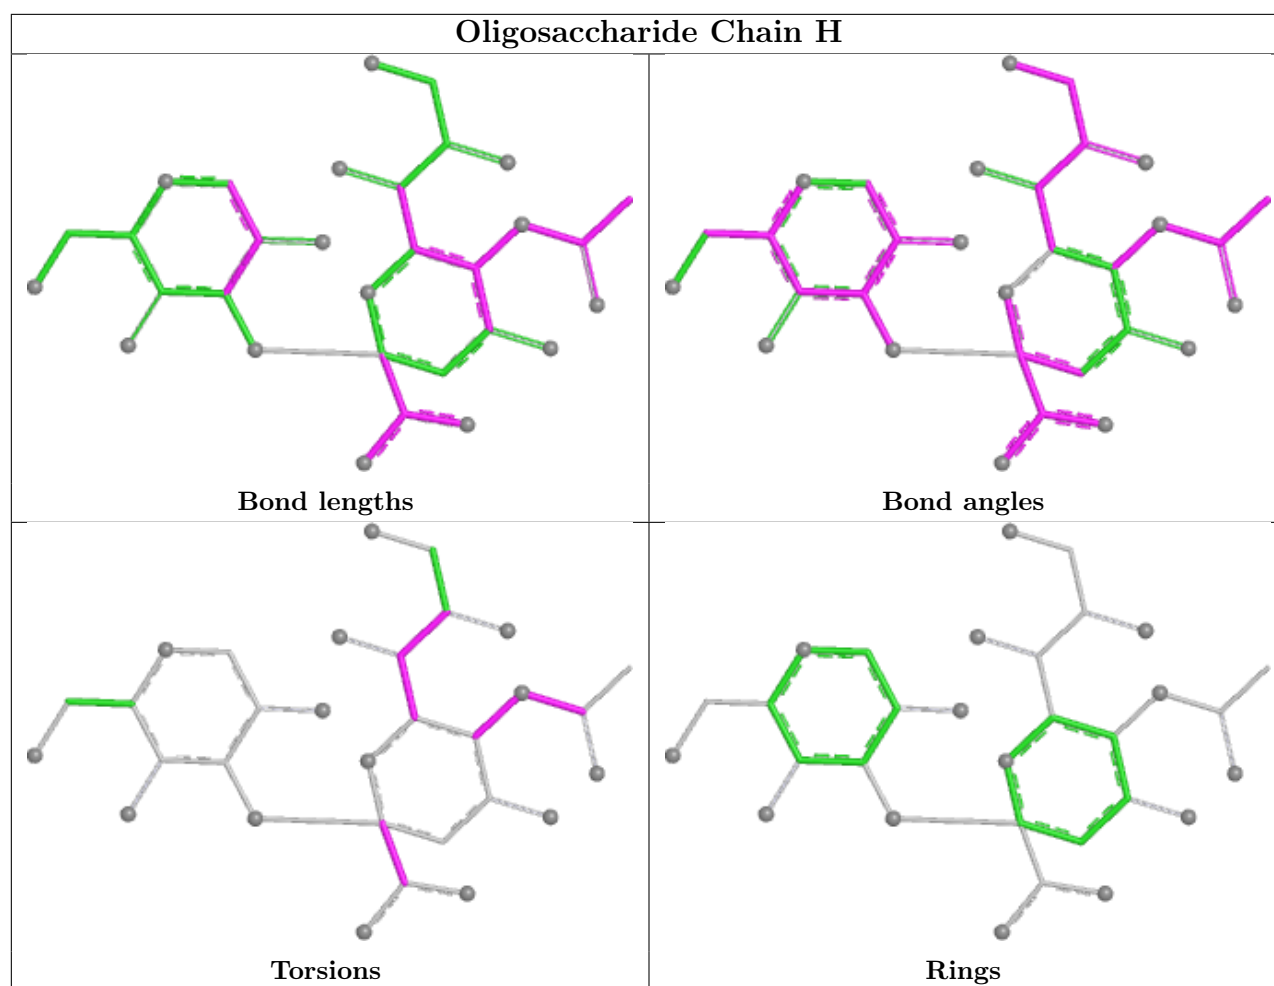 Oligosaccharide Chain H
Bond lengths
Bond angles
Torsions
Rings